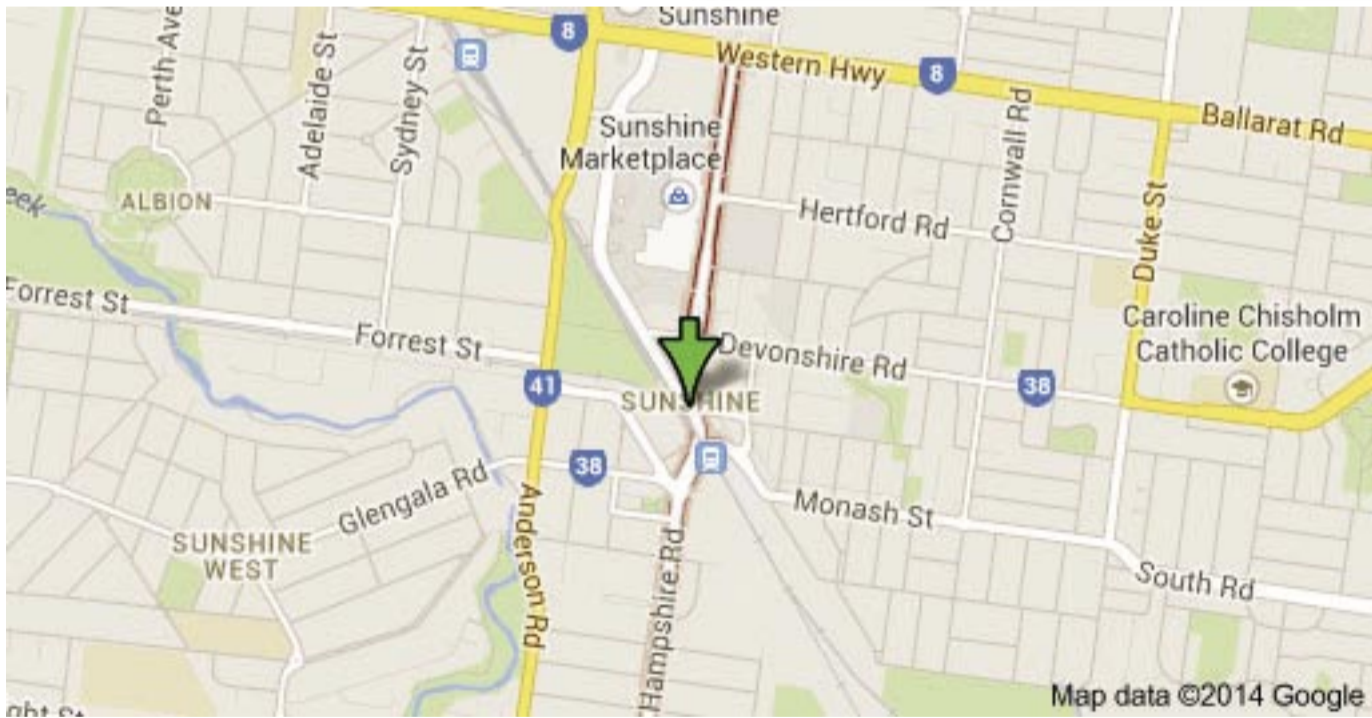 Sunshine
8
Western Hwy
8
Ballarat Rd
Perth Ave
Adelaide St
Sydney St
Sunshine
Marketplace
Cornwall Rd
ALBION
Hertford Rd
Duke St
eek
Forrest St
Forrest St
Devonshire Rd
Caroline Chisholm
Catholic College
41
SUNSHINE
38
38
Glengala Rd
Monash St
Anderson Rd
SUNSHINE
WEST
Hampshire Rd
South Rd
ght St
Map data ©2014 Google